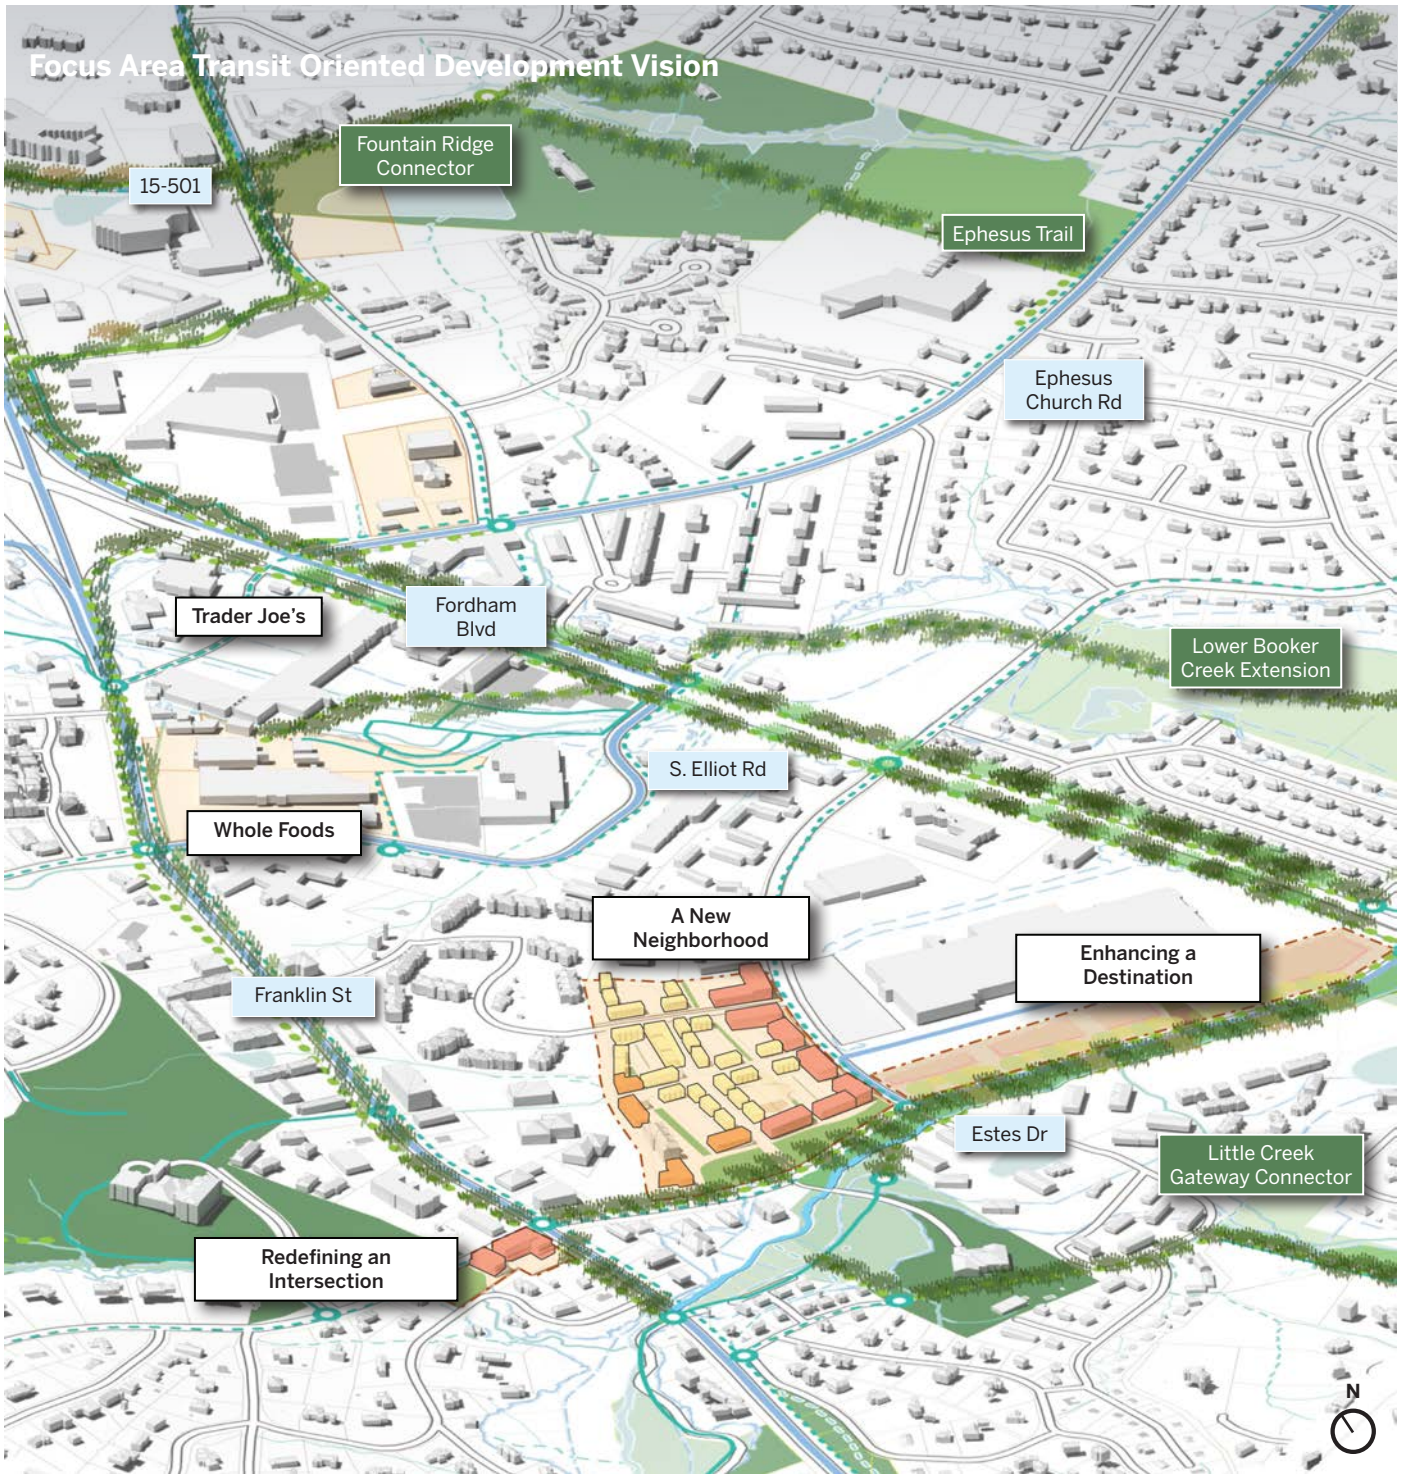 Focus Area Transit Oriented Development Vision
Fountain Ridge
Connector
15-501
Ephesus Trail
Ephesus
Church Rd
Fordham
Blvd
Trader Joe's
Lower Booker
Creek Extension
S. Elliot Rd
Whole Foods
A New
Neighborhood
Enhancing a
Destination
Franklin St
Estes Dr
Little Creek
Gateway Connector
Redefining an
Intersection
N